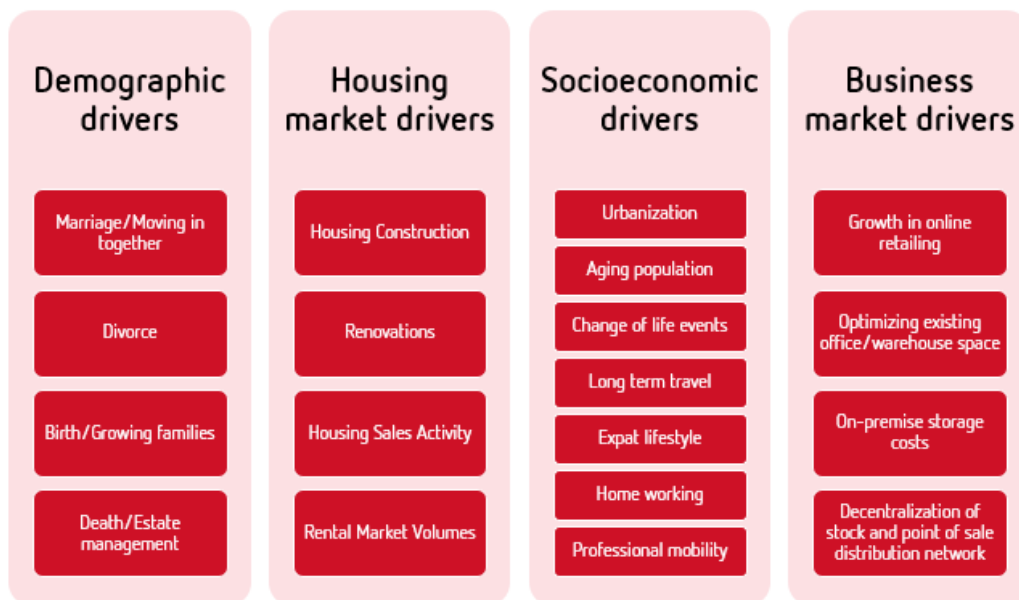 Demographic
drivers
Marriage/Moving in
together
Divorce
Birth/Growing families
Death/Estate
management
Housing
market drivers
Housing Construction
Renovations
Housing Sales Activity
Rental Market Volumes
Socioeconomic
drivers
Urbanization
Aging population
Change of life events
Long term travel
Expat lifestyle
Home working
Professional mobility
Business
market drivers
Growth in online
retailing
Optimizing existing
office/warehouse space
On-premise storage
costs
Decentralization of
stock and point of sale
distribution network